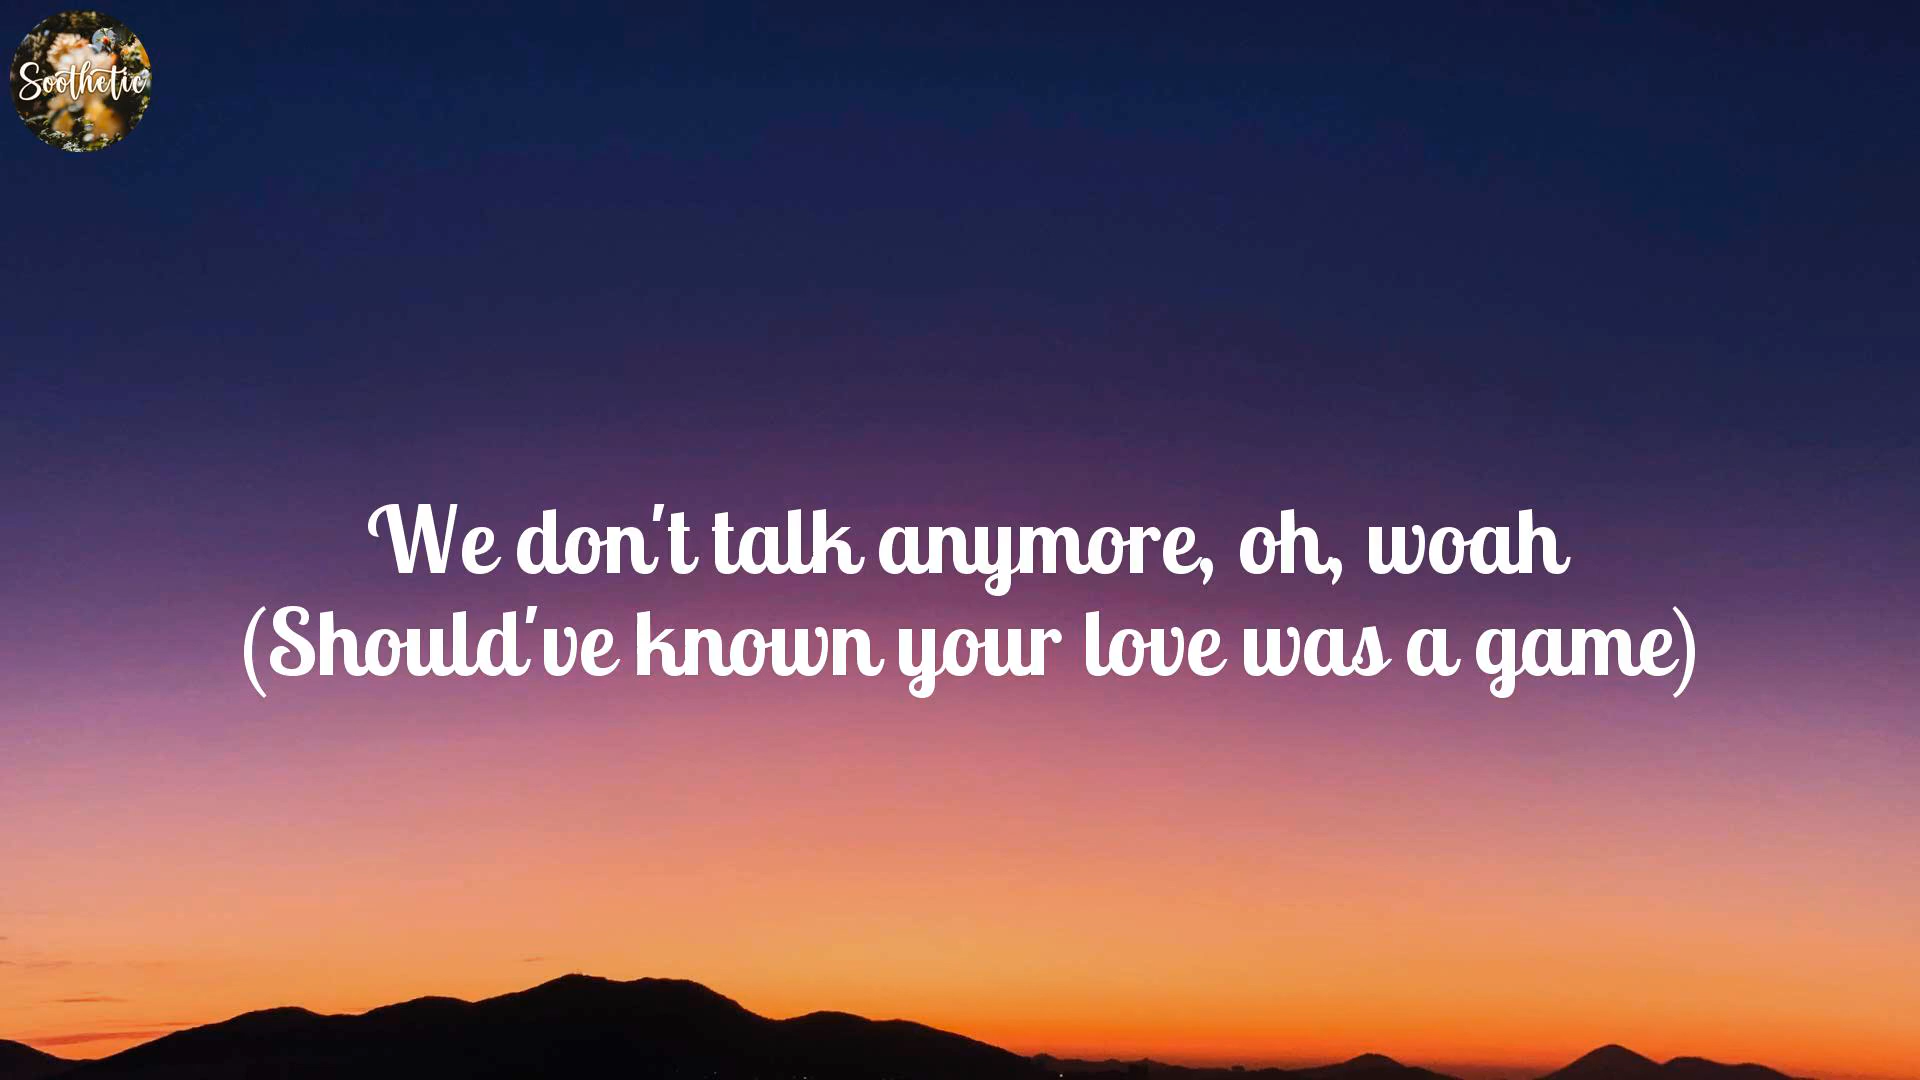 Soothetic
We don't talk anymore, oh, woah
(Should've known your love was a game)